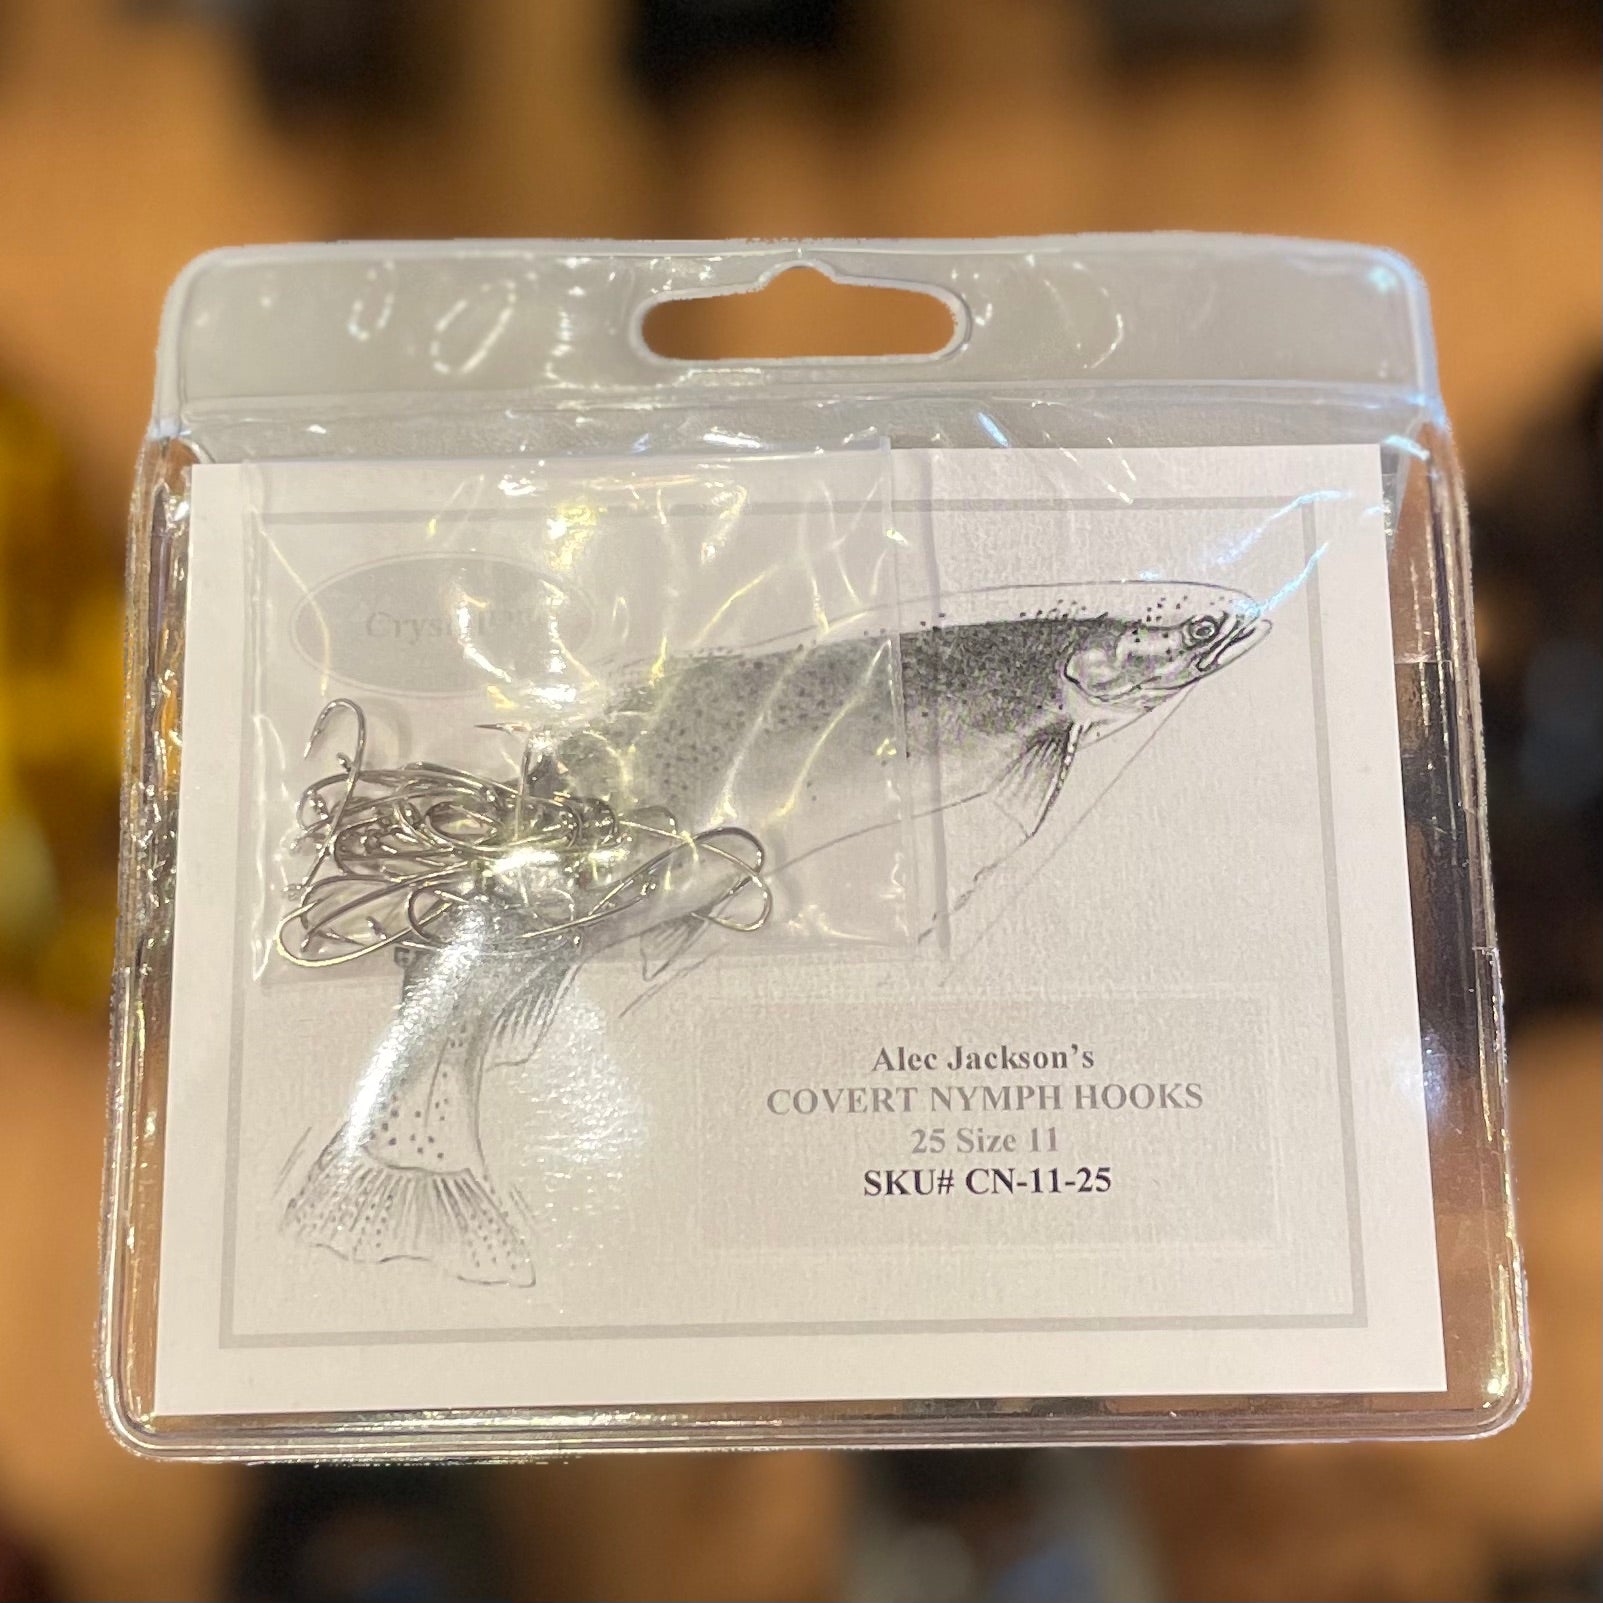 Alec Jackson's
COVERT NYMPH HOOKS
25 Size 11
SKU# CN-11-25